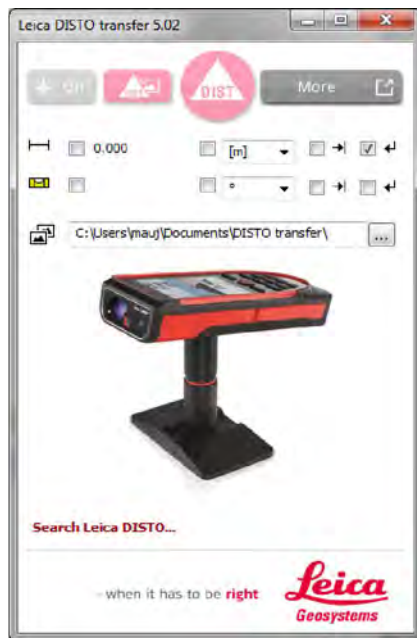 Leica DISTO transfer 5.02
On DIST More
0.000 [m]
°
C:\Users\mauj\Documents\DISTO transfer\ ...
Search Leica DISTO...
- when it has to be right
Leica
Geosystems